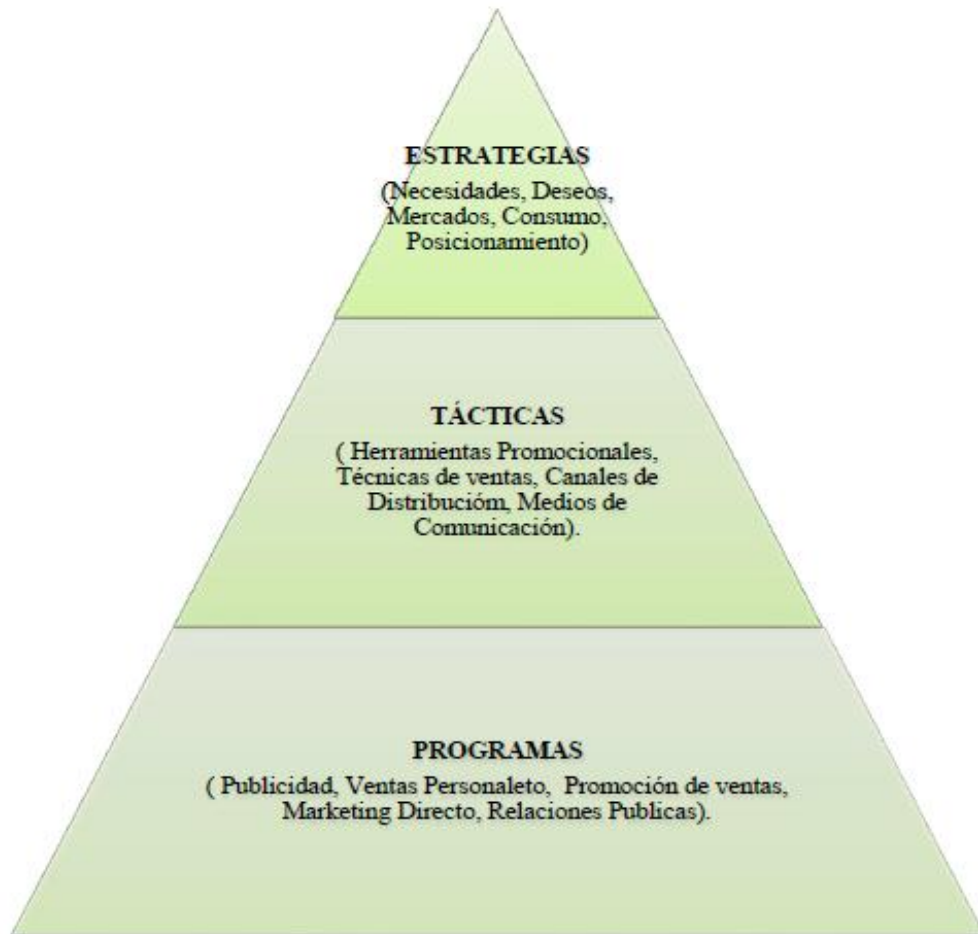 ESTRATEGIAS
(Necesidades, Deseos,
Mercados, Consumo,
Posicionamiento)
TÁCTICAS
( Herramientas Promocionales,
Técnicas de ventas, Canales de
Distribucióm, Medios de
Comunicación).
PROGRAMAS
( Publicidad, Ventas Personaleto, Promoción de ventas,
Marketing Directo, Relaciones Publicas).